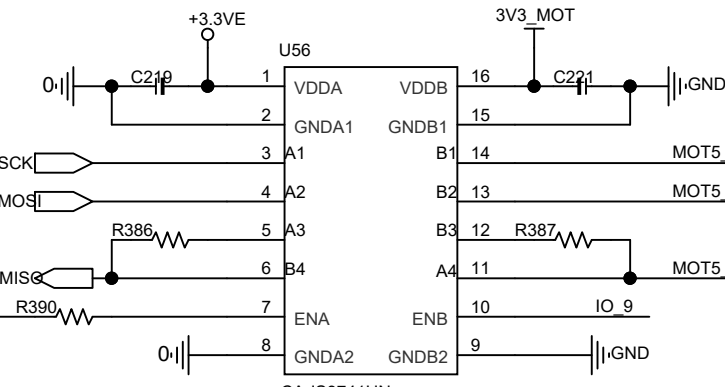 +3.3VE 3V3_MOT
U56
0 C219 1 VDDA VDDB 16 C221 GND
2 GNDA1 GNDB1 15
SCK 3 A1 B1 14 MOT5_
MOSI 4 A2 B2 13 MOT5_
R386 5 A3 B3 12 R387
MISO 6 B4 A4 11 MOT5_
R390 7 ENA ENB 10 IO_9
0 8 GNDA2 GNDB2 9 GND